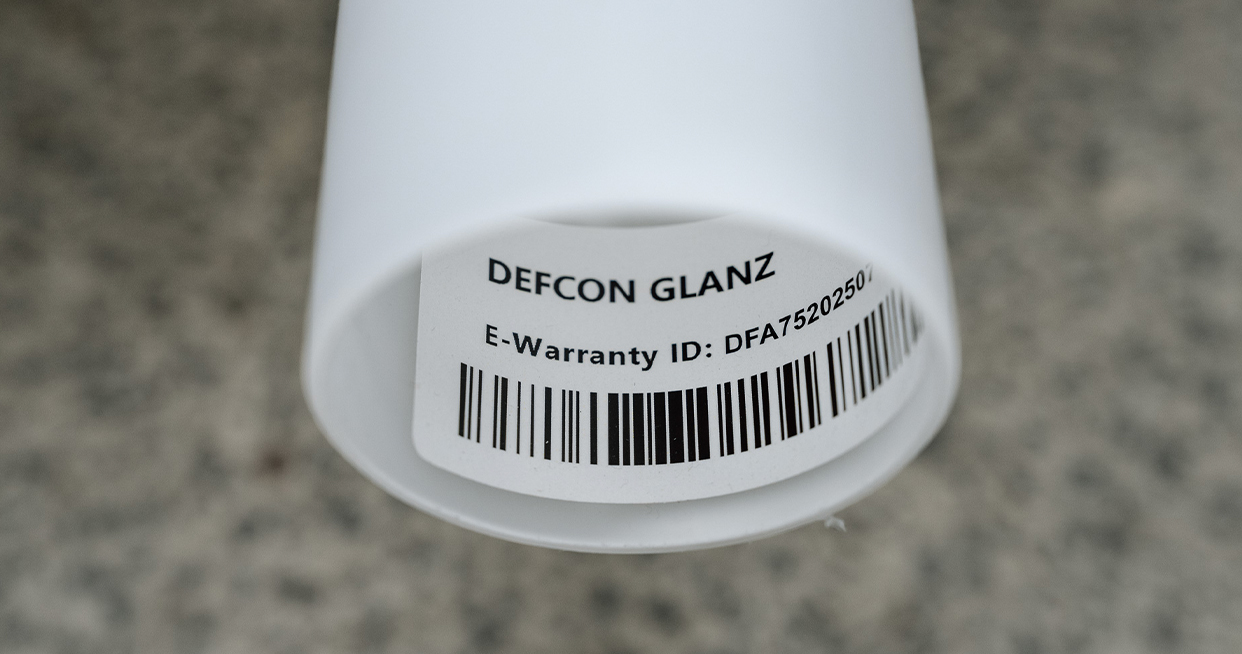 DEFCON GLANZ
E-Warranty ID: DFA75202507